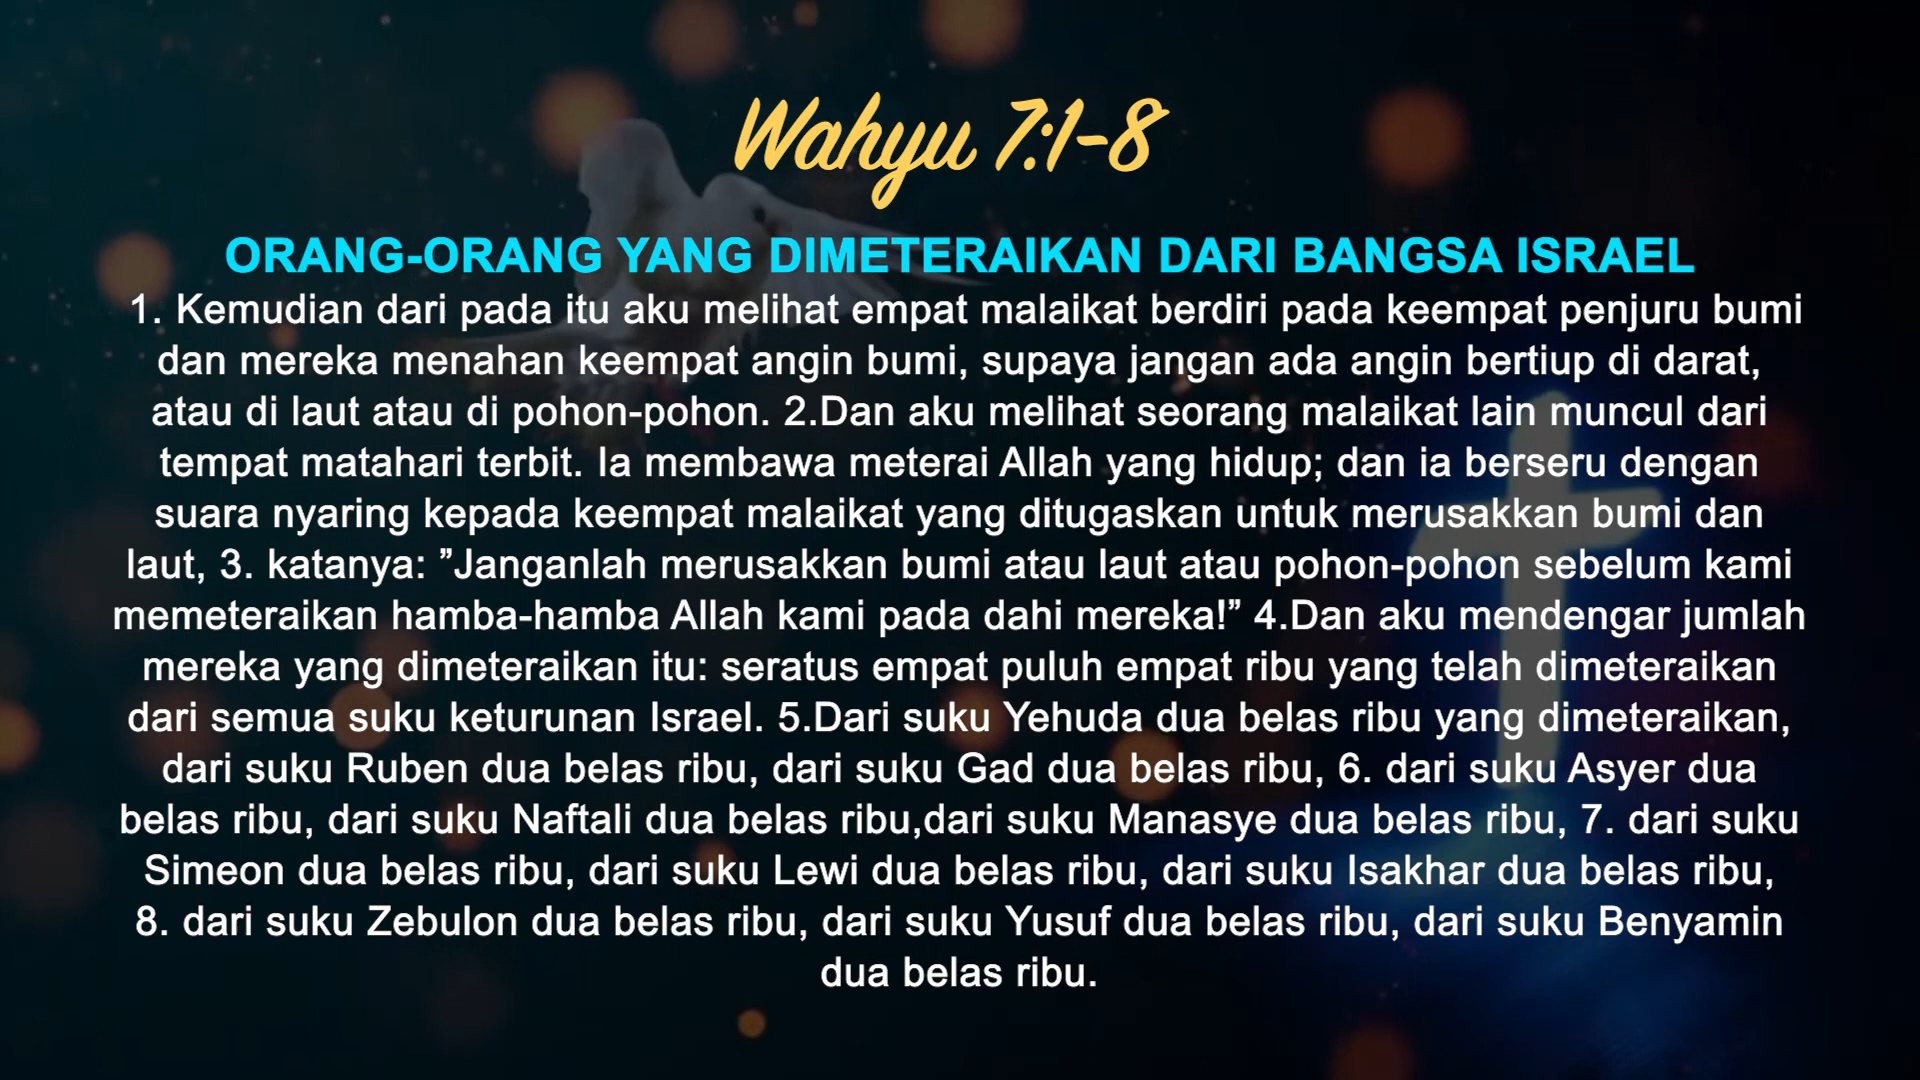 Wahyu 7:1-8
ORANG-ORANG YANG DIMETERAIKAN DARI BANGSA ISRAEL
1. Kemudian dari pada itu aku melihat empat malaikat berdiri pada keempat penjuru bumi
dan mereka menahan keempat angin bumi, supaya jangan ada angin bertiup di darat,
atau di laut atau di pohon-pohon. 2.Dan aku melihat seorang malaikat lain muncul dari
tempat matahari terbit. Ia membawa meterai Allah yang hidup; dan ia berseru dengan
suara nyaring kepada keempat malaikat yang ditugaskan untuk merusakkan bumi dan
laut, 3. katanya: ”Janganlah merusakkan bumi atau laut atau pohon-pohon sebelum kami
memeteraikan hamba-hamba Allah kami pada dahi mereka!” 4.Dan aku mendengar jumlah
mereka yang dimeteraikan itu: seratus empat puluh empat ribu yang telah dimeteraikan
dari semua suku keturunan Israel. 5.Dari suku Yehuda dua belas ribu yang dimeteraikan,
dari suku Ruben dua belas ribu, dari suku Gad dua belas ribu, 6. dari suku Asyer dua
belas ribu, dari suku Naftali dua belas ribu,dari suku Manasye dua belas ribu, 7. dari suku
Simeon dua belas ribu, dari suku Lewi dua belas ribu, dari suku Isakhar dua belas ribu,
8. dari suku Zebulon dua belas ribu, dari suku Yusuf dua belas ribu, dari suku Benyamin
dua belas ribu.